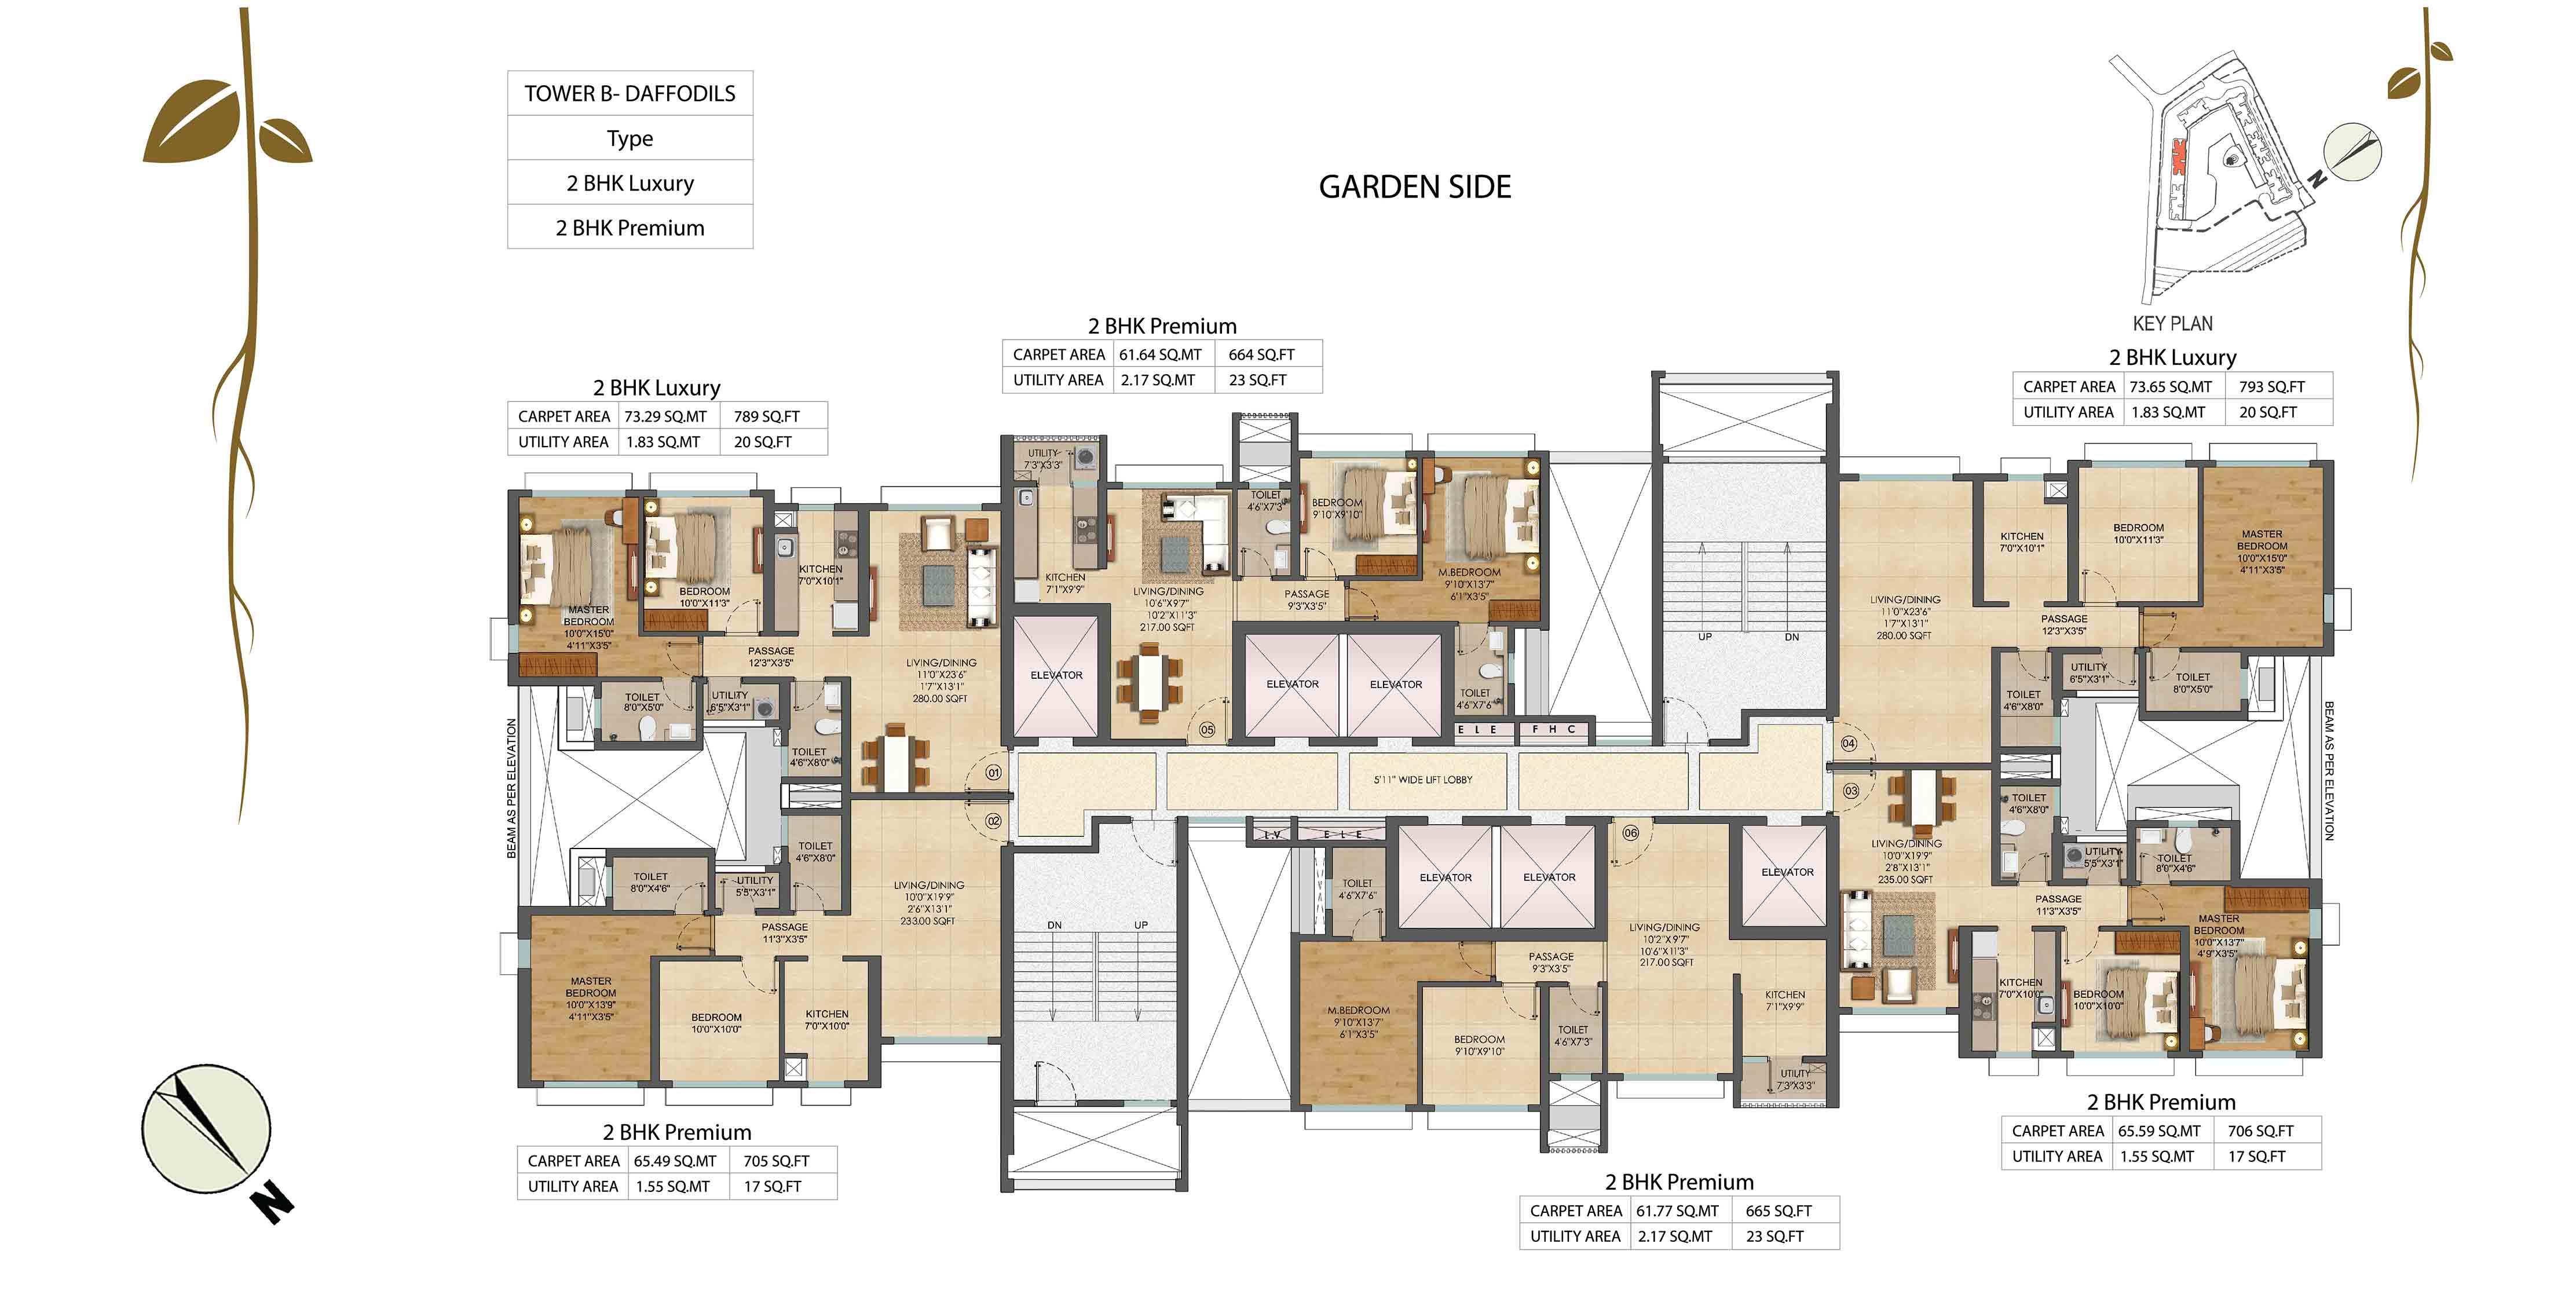 TOWER B- DAFFODILS
Type
2 BHK Luxury
2 BHK Premium
GARDEN SIDE
N
KEY PLAN
2 BHK Luxury
CARPET AREA 73.29 SQ.MT 789 SQ.FT
UTILITY AREA 1.83 SQ.MT 20 SQ.FT
2 BHK Premium
CARPET AREA 61.64 SQ.MT 664 SQ.FT
UTILITY AREA 2.17 SQ.MT 23 SQ.FT
2 BHK Luxury
CARPET AREA 73.65 SQ.MT 793 SQ.FT
UTILITY AREA 1.83 SQ.MT 20 SQ.FT
MASTER
BEDROOM
10'0"X15'0"
4'11"X3'5"
BEDROOM
10'0"X11'3"
KITCHEN
7'0"X10'1"
PASSAGE
12'3"X3'5"
LIVING/DINING
11'0"X23'6"
1'7"X13'1"
280.00 SQFT
TOILET
8'0"X5'0"
UTILITY
6'5"X3'1"
TOILET
4'6"X8'0"
01
BEAM AS PER ELEVATION
UTILITY
7'3"X3'3"
KITCHEN
7'1"X9'9"
LIVING/DINING
10'6"X9'7"
10'2"X11'3"
217.00 SQFT
TOILET
4'6"X7'3"
BEDROOM
9'10"X9'10"
M.BEDROOM
9'10"X13'7"
6'1"X3'5"
PASSAGE
9'3"X3'5"
TOILET
4'6"X7'6"
05
ELEVATOR
ELEVATOR
ELEVATOR
ELE
FHC
UP
DN
5'11" WIDE LIFT LOBBY
LIVING/DINING
11'0"X23'6"
1'7"X13'1"
280.00 SQFT
KITCHEN
7'0"X10'1"
BEDROOM
10'0"X11'3"
MASTER
BEDROOM
10'0"X15'0"
4'11"X3'5"
PASSAGE
12'3"X3'5"
TOILET
4'6"X8'0"
UTILITY
6'5"X3'1"
TOILET
8'0"X5'0"
04
BEAM AS PER ELEVATION
02
TOILET
4'6"X8'0"
TOILET
8'0"X4'6"
UTILITY
5'5"X3'1"
LIVING/DINING
10'0"X19'9"
2'6"X13'1"
233.00 SQFT
PASSAGE
11'3"X3'5"
MASTER
BEDROOM
10'0"X13'9"
4'11"X3'5"
BEDROOM
10'0"X10'0"
KITCHEN
7'0"X10'0"
DN
UP
L.V
ELE
TOILET
4'6"X7'6"
ELEVATOR
ELEVATOR
ELEVATOR
06
LIVING/DINING
10'2"X9'7"
10'6"X11'3"
217.00 SQFT
PASSAGE
9'3"X3'5"
M.BEDROOM
9'10"X13'7"
6'1"X3'5"
BEDROOM
9'10"X9'10"
TOILET
4'6"X7'3"
KITCHEN
7'1"X9'9"
UTILITY
7'3"X3'3"
03
LIVING/DINING
10'0"X19'9"
2'8"X13'1"
235.00 SQFT
TOILET
4'6"X8'0"
UTILITY
5'5"X3'1"
TOILET
8'0"X4'6"
PASSAGE
11'3"X3'5"
MASTER
BEDROOM
10'0"X13'7"
4'9"X3'5"
KITCHEN
7'0"X10'0"
BEDROOM
10'0"X10'0"
2 BHK Premium
CARPET AREA 65.49 SQ.MT 705 SQ.FT
UTILITY AREA 1.55 SQ.MT 17 SQ.FT
2 BHK Premium
CARPET AREA 61.77 SQ.MT 665 SQ.FT
UTILITY AREA 2.17 SQ.MT 23 SQ.FT
2 BHK Premium
CARPET AREA 65.59 SQ.MT 706 SQ.FT
UTILITY AREA 1.55 SQ.MT 17 SQ.FT
N